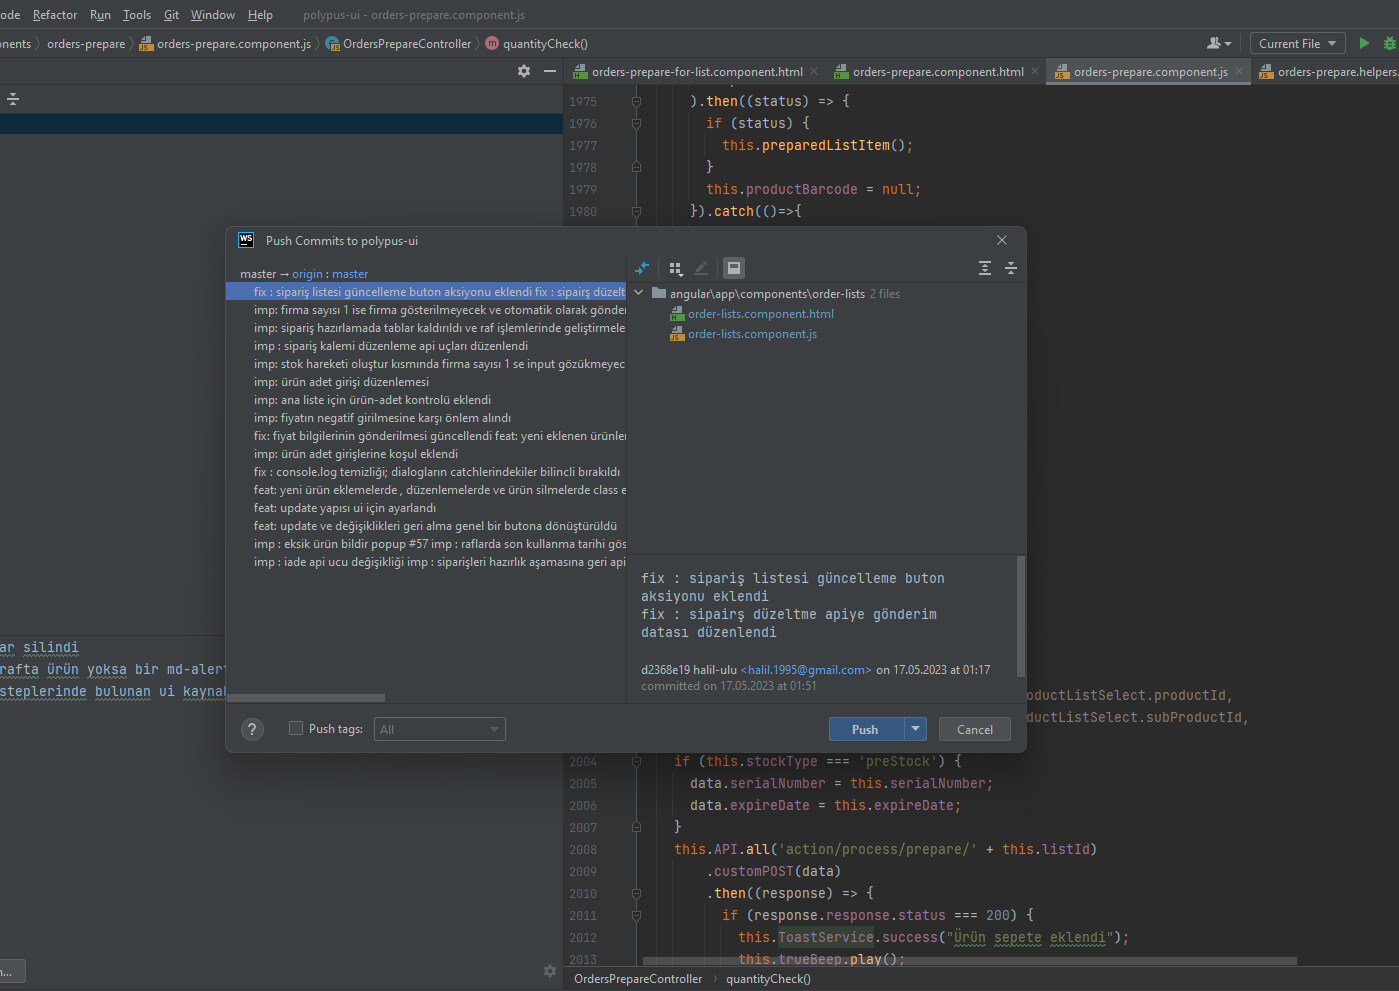 ode Refactor Run Tools Git Window Help polypus-ui - orders-prepare.component.js
nents orders-prepare orders-prepare.component.js OrdersPrepareController quantityCheck() Current File
orders-prepare-for-list.component.html orders-prepare.component.html orders-prepare.component.js orders-prepare.helpers.
1975 ).then((status) => {
1976 if (status) {
1977 this.preparedListItem();
1978 }
1979 this.productBarcode = null;
1980 }).catch(()=>{
Push Commits to polypus-ui
master → origin : master
fix : sipariş listesi güncelleme buton aksiyonu eklendi fix : sipairş düzelt
imp: firma sayısı 1 ise firma gösterilmeyecek ve otomatik olarak gönder
imp: sipariş hazırlamada tablar kaldırıldı ve raf işlemlerinde geliştirmele
imp : sipariş kalemi düzenleme api uçları düzenlendi
imp: stok hareketi oluştur kısmında firma sayısı 1 se input gözükmeyec
imp: ürün adet girişi düzenlemesi
imp: ana liste için ürün-adet kontrolü eklendi
imp: fiyatın negatif girilmesine karşı önlem alındı
fix: fiyat bilgilerinin gönderilmesi güncellendi feat: yeni eklenen ürünler
imp: ürün adet girişlerine koşul eklendi
fix : console.log temizliği; dialogların catchlerindekiler bilincli bırakıldı
feat: yeni ürün eklemelerde , düzenlemelerde ve ürün silmelerde class e
feat: update yapısı ui için ayarlandı
feat: update ve değişiklikleri geri alma genel bir butona dönüştürüldü
imp : eksik ürün bildir popup #57 imp : raflarda son kullanma tarihi gös
imp : iade api ucu değişikliği imp : siparişleri hazırlık aşamasına geri api
angular\app\components\order-lists 2 files
order-lists.component.html
order-lists.component.js
fix : sipariş listesi güncelleme buton
aksiyonu eklendi
fix : sipairş düzeltme apiye gönderim
datası düzenlendi
d2368e19 halil-ulu <halil.1995@gmail.com> on 17.05.2023 at 01:17
committed on 17.05.2023 at 01:51
? Push tags: All Push Cancel
ar silindi
rafta ürün yoksa bir md-alert
steplerinde bulunan ui kaynak
n...
oductListSelect.productId,
ductListSelect.subProductId,
2004 if (this.stockType === 'preStock') {
2005 data.serialNumber = this.serialNumber;
2006 data.expireDate = this.expireDate;
2007 }
2008 this.API.all('action/process/prepare/' + this.listId)
2009 .customPOST(data)
2010 .then((response) => {
2011 if (response.response.status === 200) {
2012 this.ToastService.success("Ürün sepete eklendi");
2013 this.trueBeep.play();
OrdersPrepareController quantityCheck()